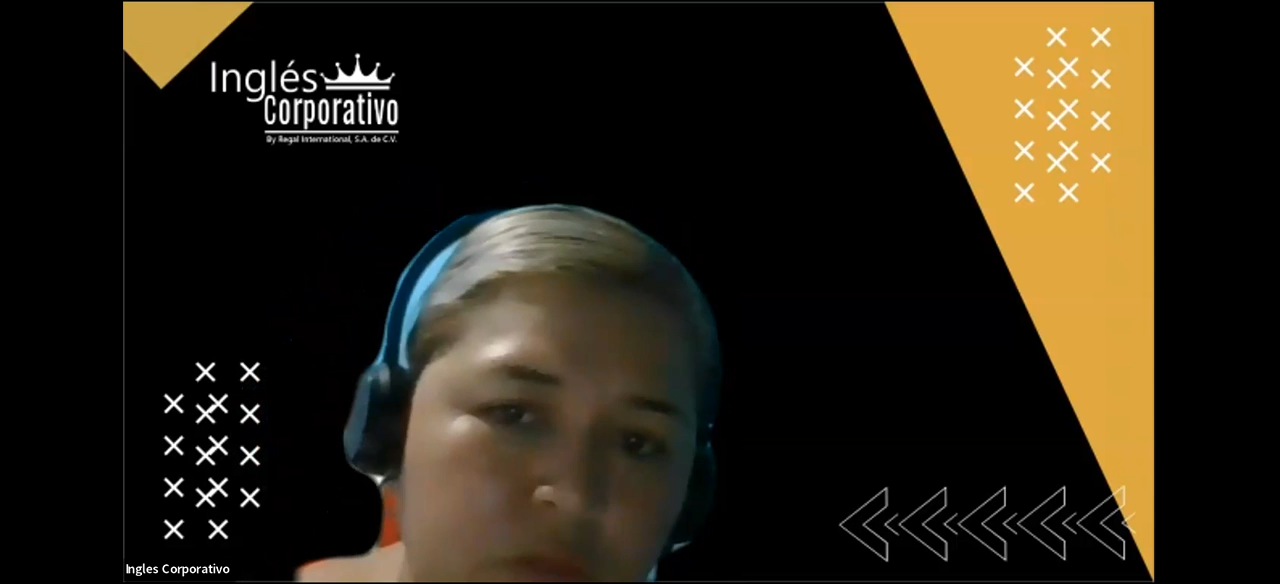 Inglés
Corporativo
By Regal International, S.A. de C.V.
Ingles Corporativo